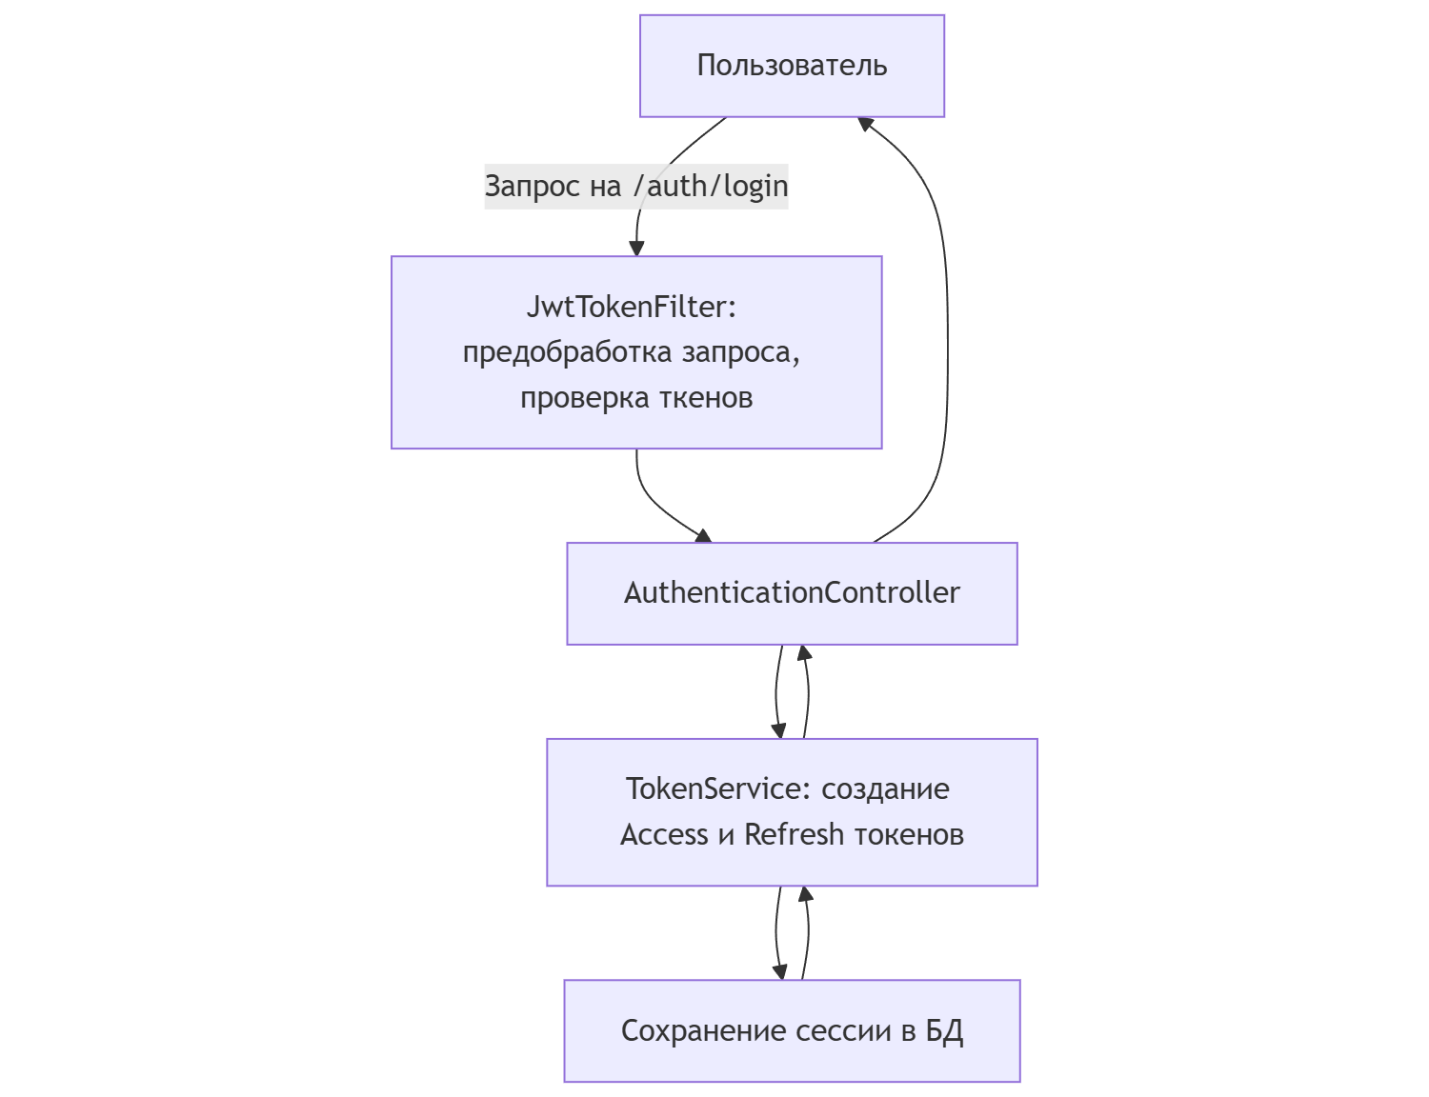 Пользователь
Запрос на /auth/login
JwtTokenFilter:
предобработка запроса,
проверка ткенов
AuthenticationController
TokenService: создание
Access и Refresh токенов
Сохранение сессии в БД